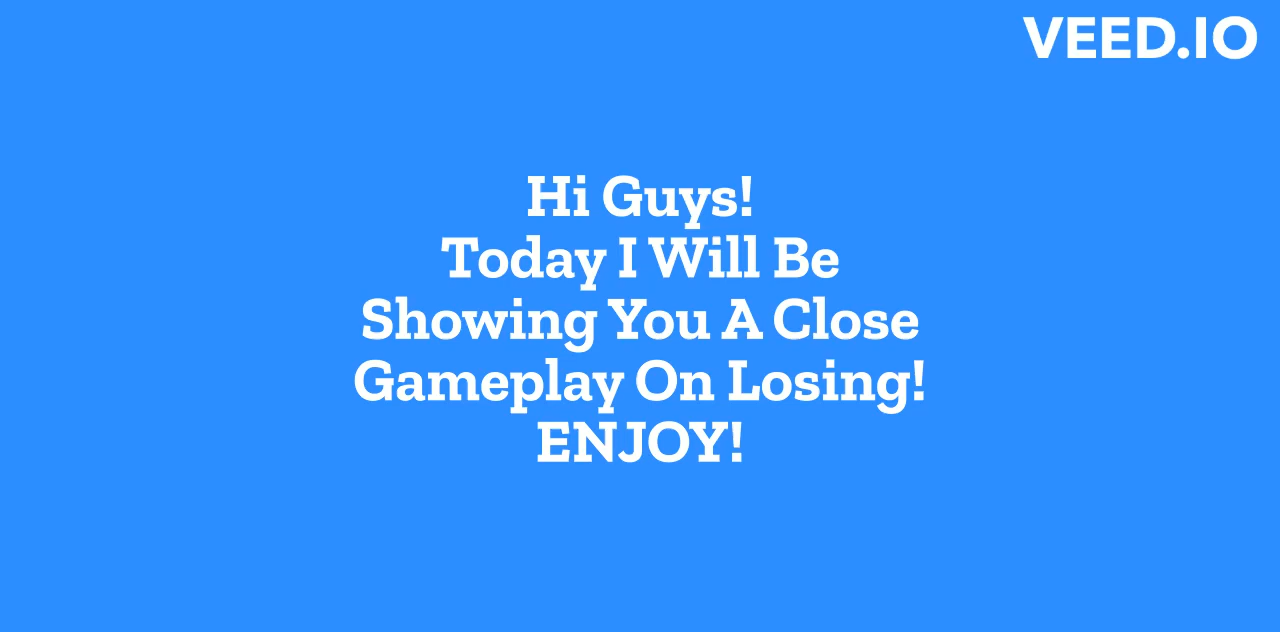 VEED.IO
Hi Guys!
Today I Will Be
Showing You A Close
Gameplay On Losing!
ENJOY!